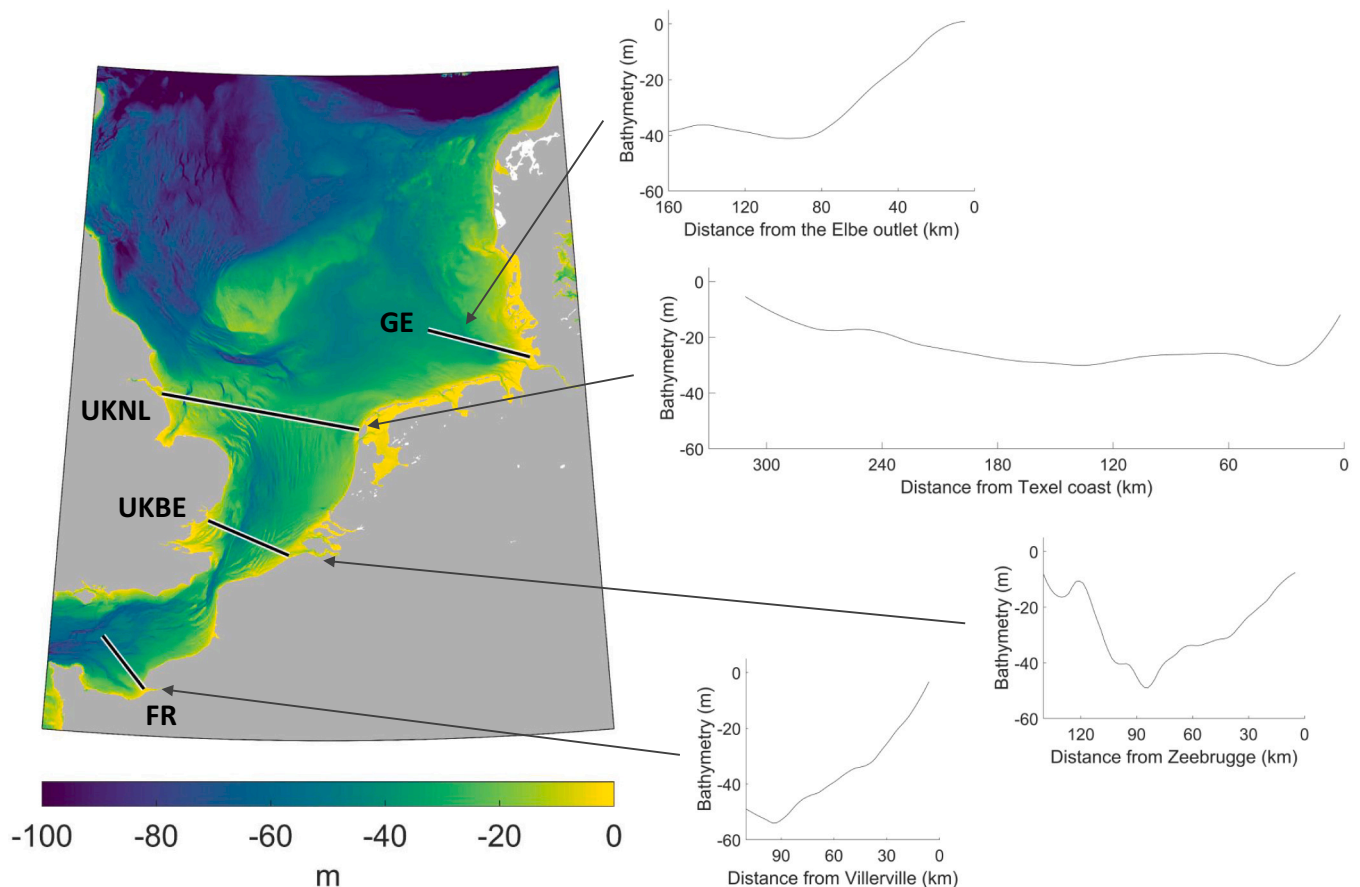 GE
UKNL
UKBE
FR
-100 -80 -60 -40 -20 0
m
0
-20
-40
-60
Bathymetry (m)
160 120 80 40 0
Distance from the Elbe outlet (km)
0
-20
-40
-60
Bathymetry (m)
300 240 180 120 60 0
Distance from Texel coast (km)
0
-20
-40
-60
Bathymetry (m)
120 90 60 30 0
Distance from Zeebrugge (km)
0
-20
-40
-60
Bathymetry (m)
90 60 30 0
Distance from Villerville (km)